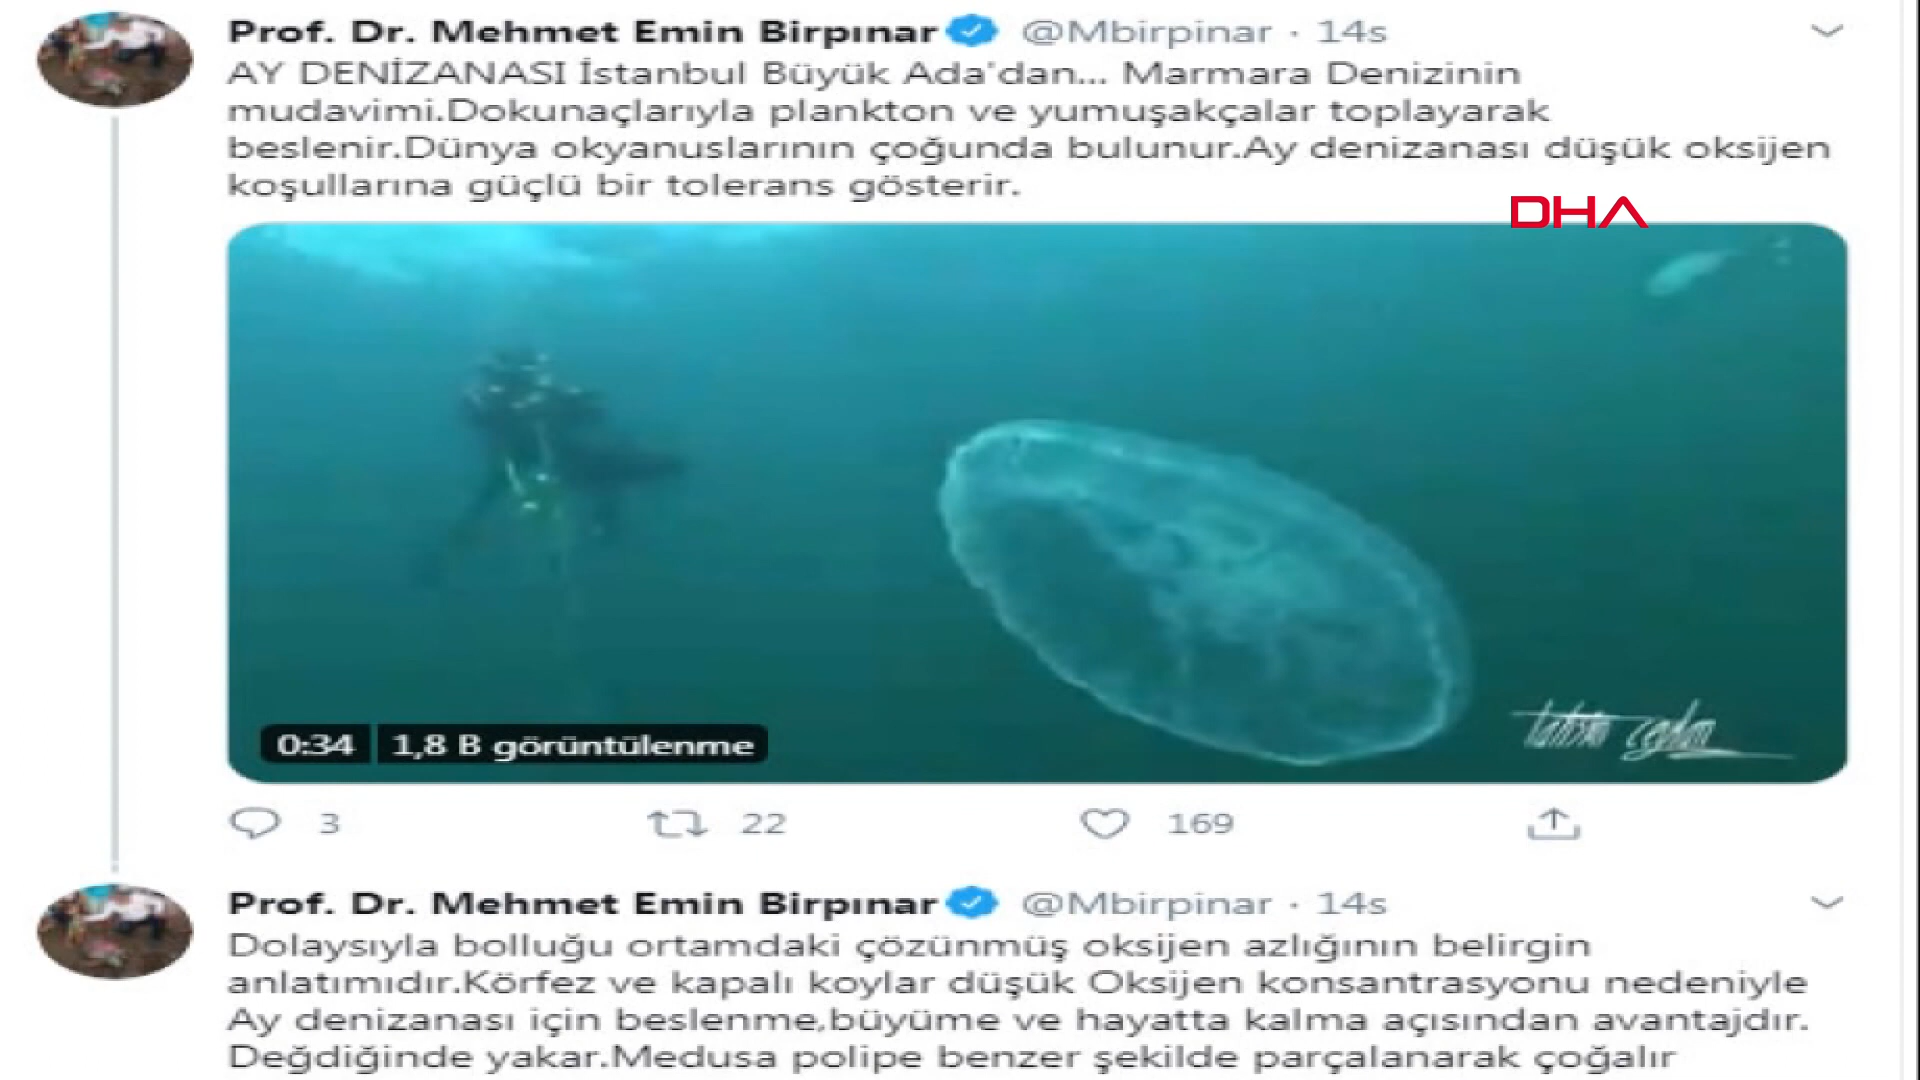 Prof. Dr. Mehmet Emin Birpınar @Mbirpinar · 14s
AY DENİZANASI İstanbul Büyük Ada'dan... Marmara Denizinin
mudavimi.Dokunaçlarıyla plankton ve yumuşakçalar toplayarak
beslenir.Dünya okyanuslarının çoğunda bulunur.Ay denizanası düşük oksijen
koşullarına güçlü bir tolerans gösterir.
DHA
0:34 1,8 B görüntülenme
3 22 169
Prof. Dr. Mehmet Emin Birpınar @Mbirpinar · 14s
Dolaysıyla bolluğu ortamdaki çözünmüş oksijen azlığının belirgin
anlatımıdır.Körfez ve kapalı koylar düşük Oksijen konsantrasyonu nedeniyle
Ay denizanası için beslenme,büyüme ve hayatta kalma açısından avantajdır.
Değdiğinde yakar.Medusa polipe benzer şekilde parçalanarak çoğalır